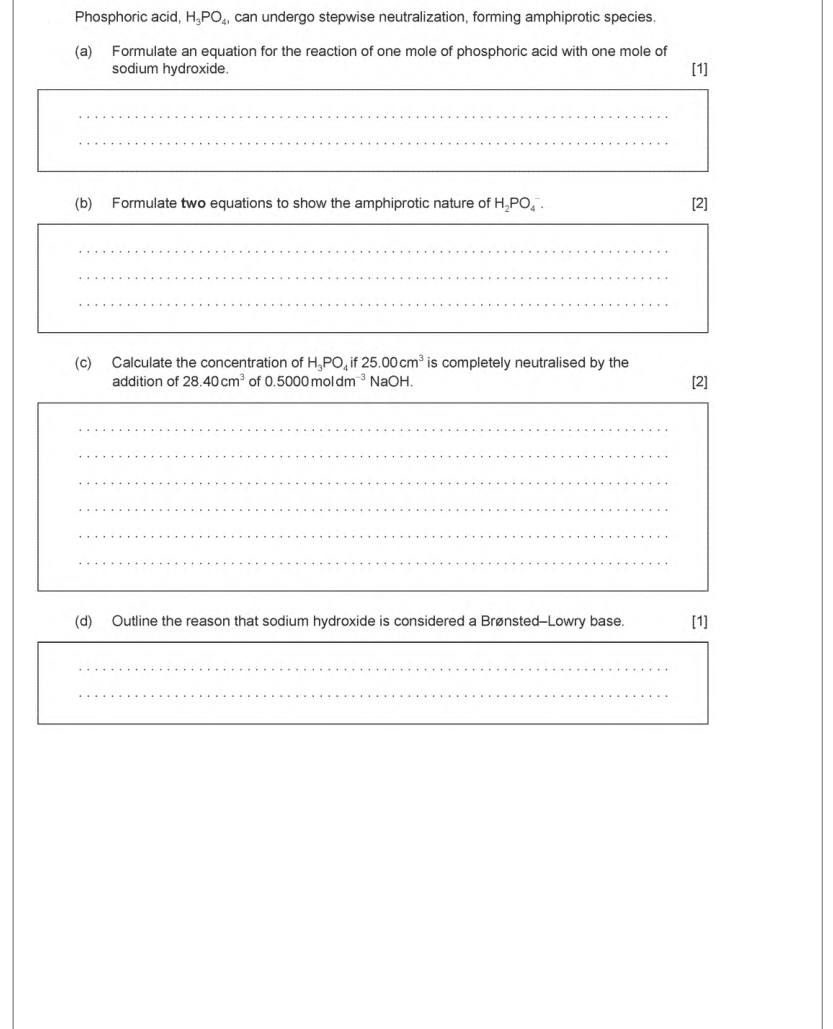 Phosphoric acid, H₃PO₄, can undergo stepwise neutralization, forming amphiprotic species.
(a) Formulate an equation for the reaction of one mole of phosphoric acid with one mole of
sodium hydroxide. [1]
(b) Formulate two equations to show the amphiprotic nature of H₂PO₄⁻. [2]
(c) Calculate the concentration of H₃PO₄ if 25.00 cm³ is completely neutralised by the
addition of 28.40 cm³ of 0.5000 mol dm⁻³ NaOH. [2]
(d) Outline the reason that sodium hydroxide is considered a Brønsted–Lowry base. [1]